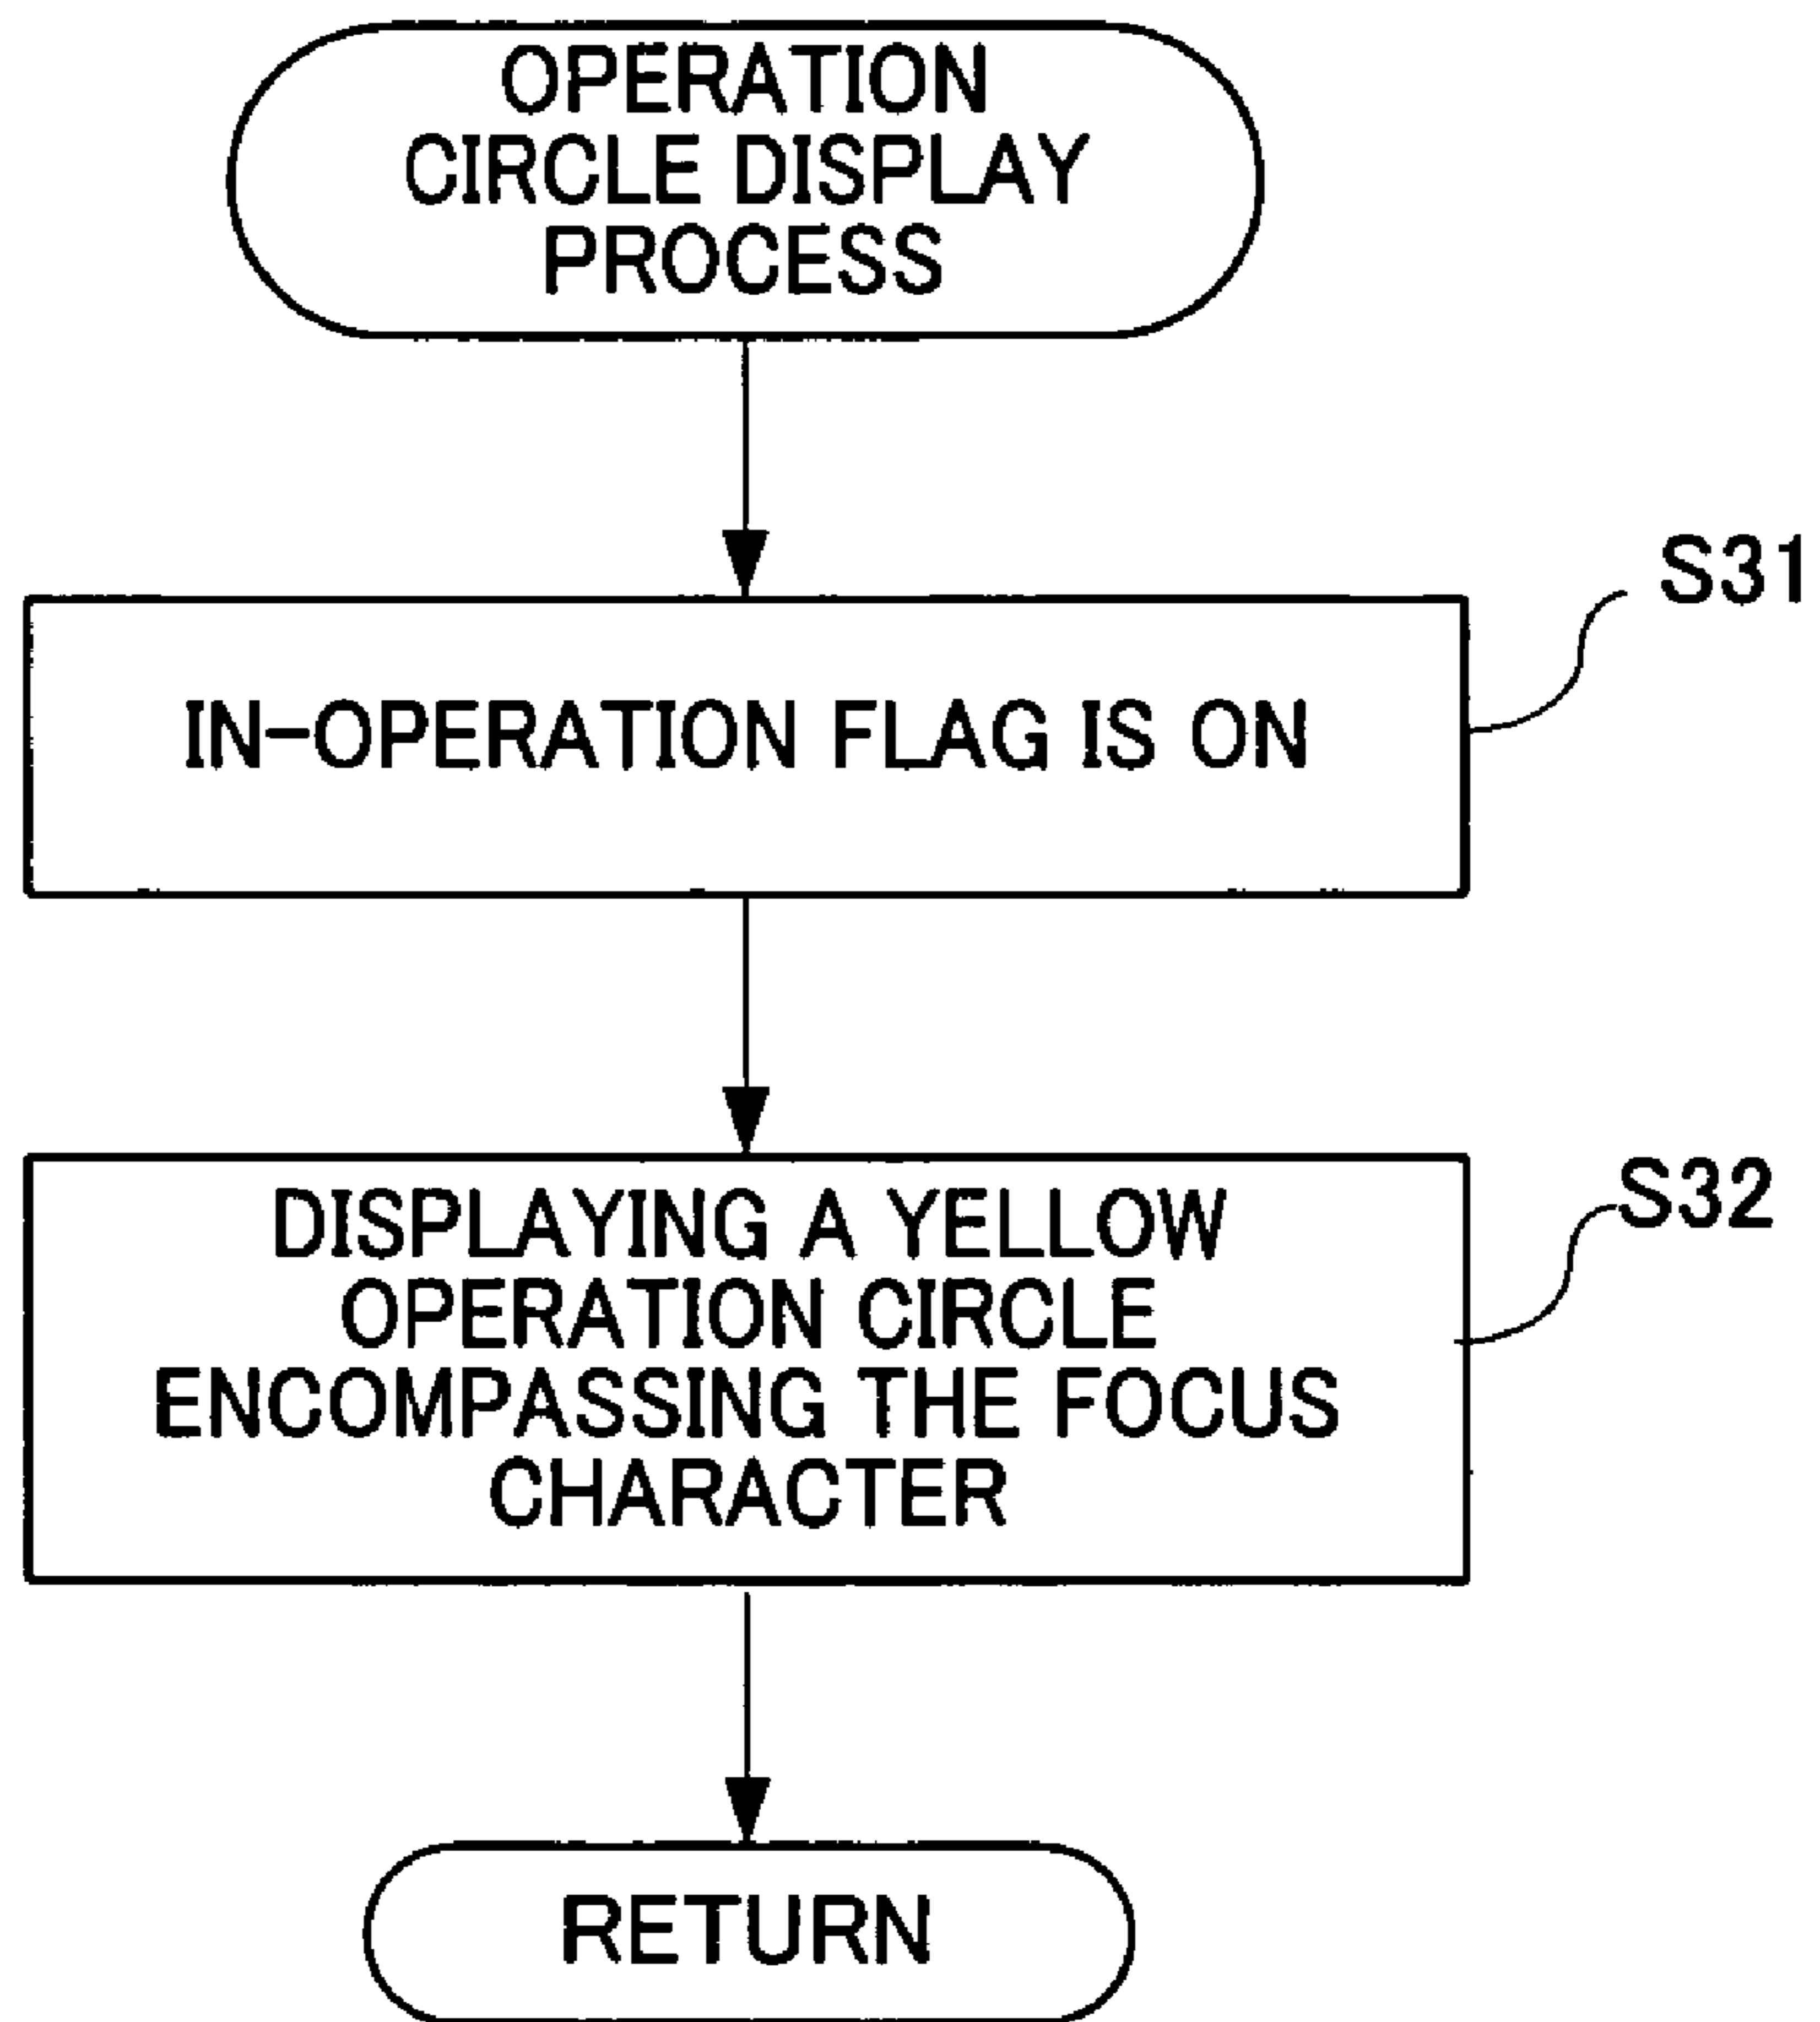 OPERATION
CIRCLE DISPLAY
PROCESS
S31
IN-OPERATION FLAG IS ON
S32
DISPLAYING A YELLOW
OPERATION CIRCLE
ENCOMPASSING THE FOCUS
CHARACTER
RETURN